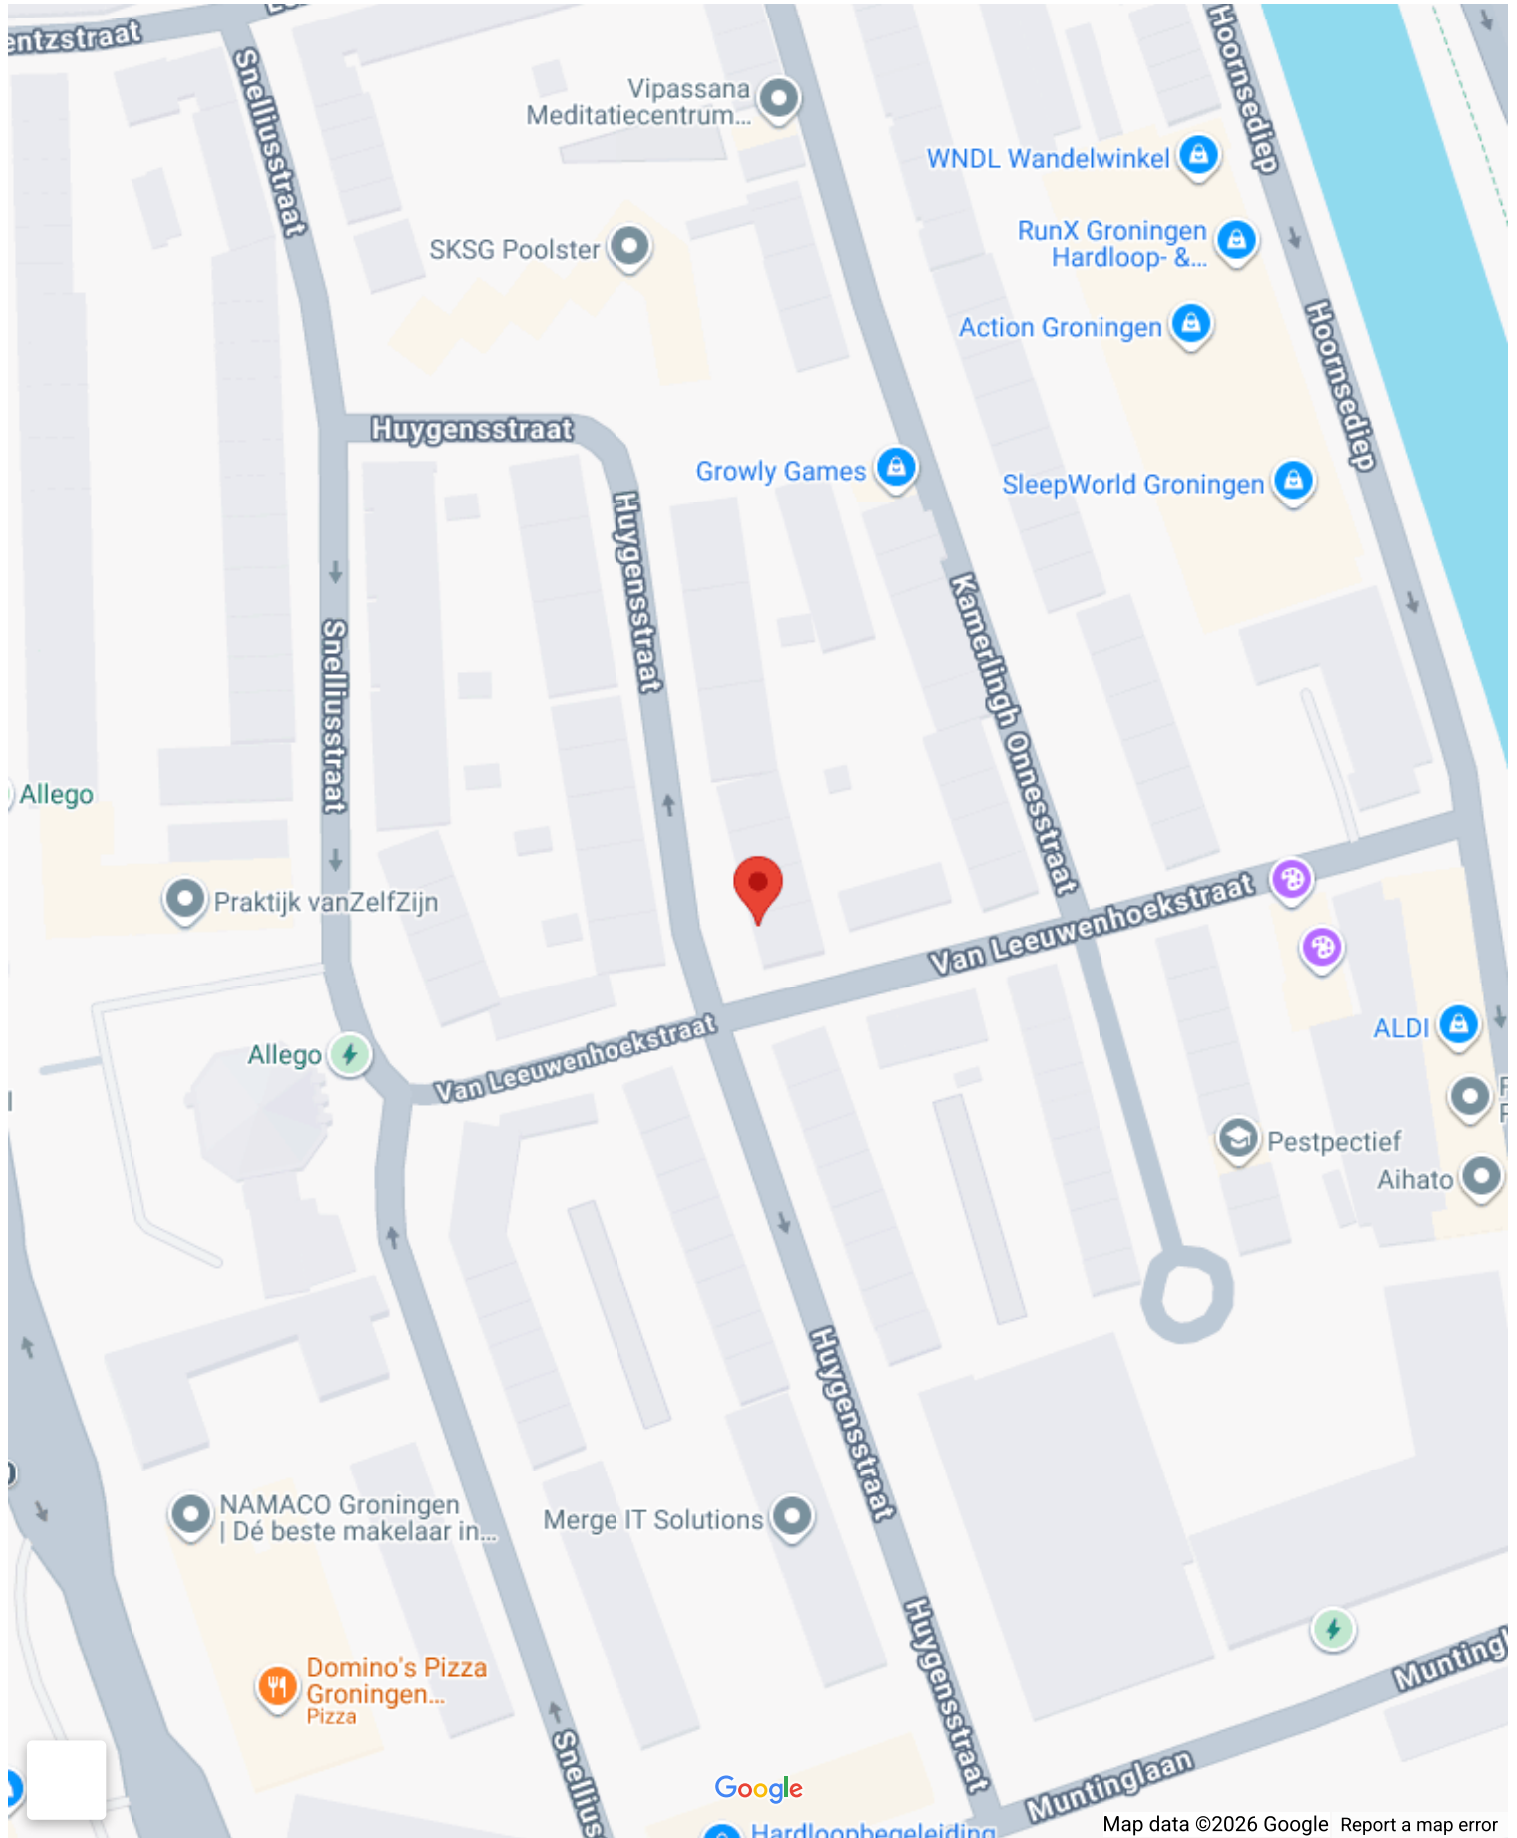 entzstraat
Snelliusstraat
Vipassana
Meditatiecentrum...
Hoornsediep
WNDL Wandelwinkel
SKSG Poolster
RunX Groningen
Hardloop- &...
Action Groningen
Hoornsediep
Huygensstraat
Growly Games
SleepWorld Groningen
Huygensstraat
Kamerlingh Onnesstraat
Snelliusstraat
Allego
Praktijk vanZelfZijn
Van Leeuwenhoekstraat
Allego
Van Leeuwenhoekstraat
ALDI
Pestpectief
Aihato
Huygensstraat
NAMACO Groningen
| Dé beste makelaar in...
Merge IT Solutions
Huygensstraat
Domino's Pizza
Groningen...
Pizza
Muntingl
Snellius
Google
Muntinglaan
Hardloopbegeleiding
Map data ©2026 Google
Report a map error